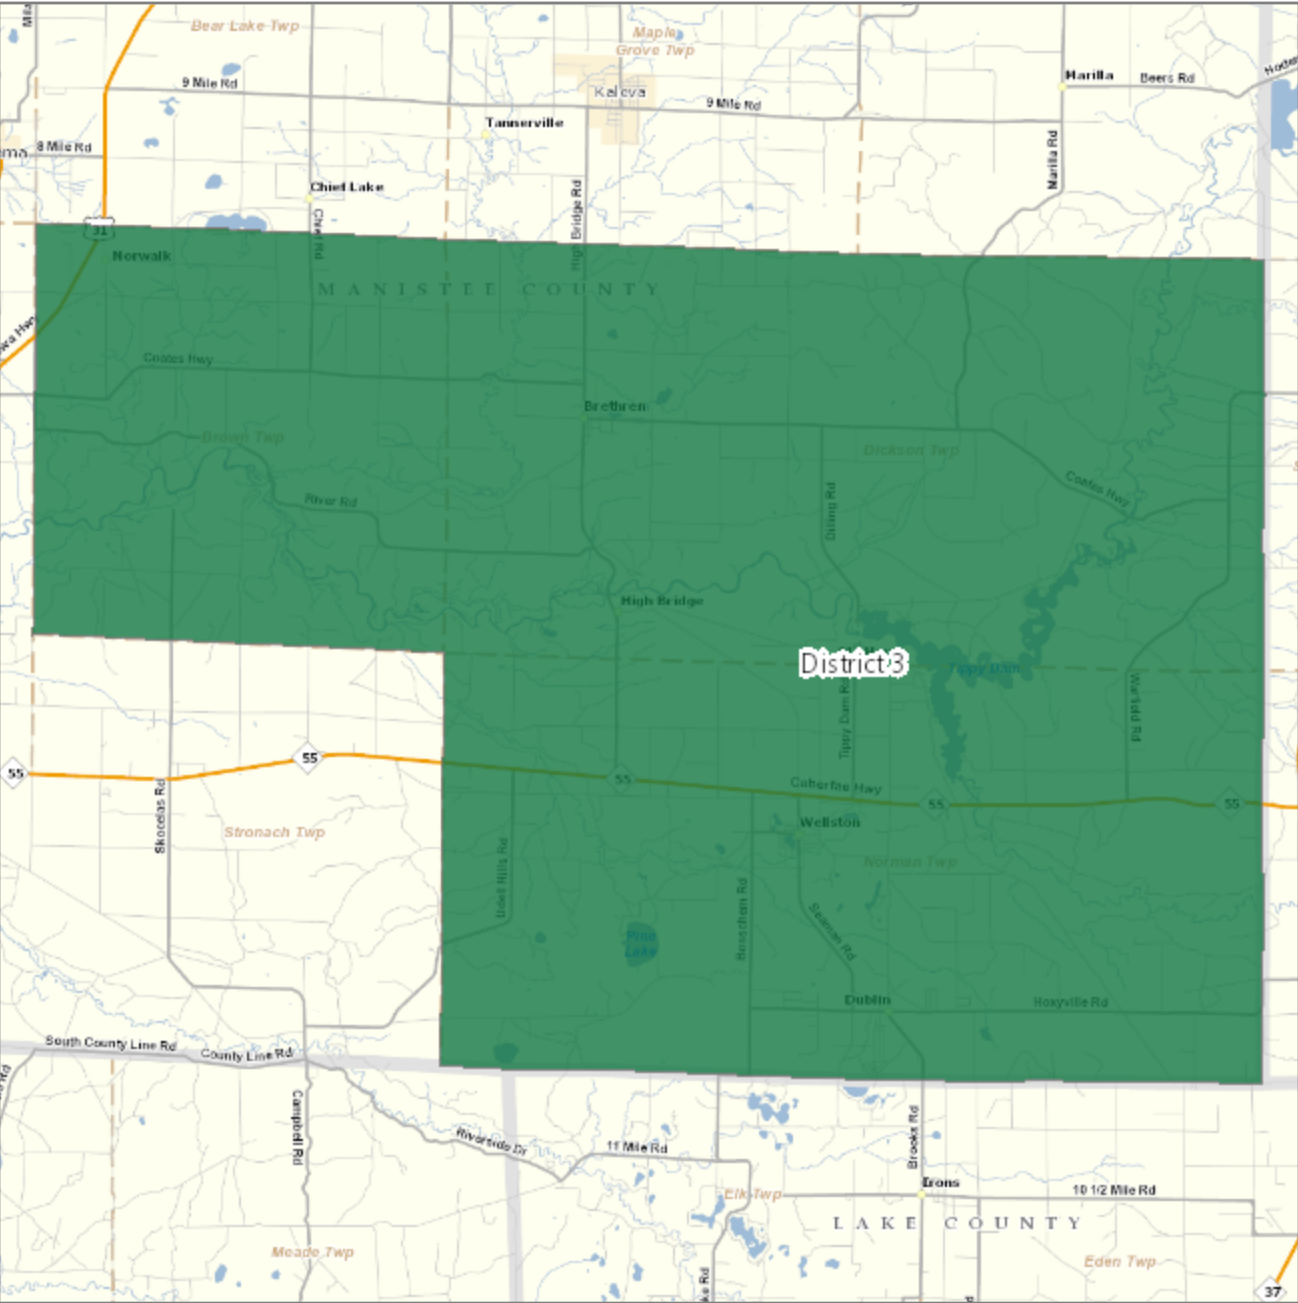 Bear Lake Twp
Maple
Grove Twp
9 Mile Rd
Kaleva
9 Mile Rd
Marilla
Beers Rd
Tannerville
8 Mile Rd
Marilla Rd
Chief Lake
High Bridge Rd
Chief Rd
31
Norwalk
MANISTEE COUNTY
Coates Hwy
Brethren
Brown Twp
Dickson Twp
Coates Hwy
River Rd
Dilling Rd
High Bridge
District 3
Tippy Dam
Tippy Dam Rd
Warfield Rd
55
55
55
Caberfae Hwy
55
55
Skocelas Rd
Stronach Twp
Wellston
Norman Twp
Udell Hills Rd
Bosschem Rd
Seaman Rd
Pine
Lake
Dublin
Hoxyville Rd
South County Line Rd
County Line Rd
Campbell Rd
Riverside Dr
11 Mile Rd
Brooks Rd
Irons
Elk Twp
10 1/2 Mile Rd
LAKE COUNTY
Meade Twp
Eden Twp
37